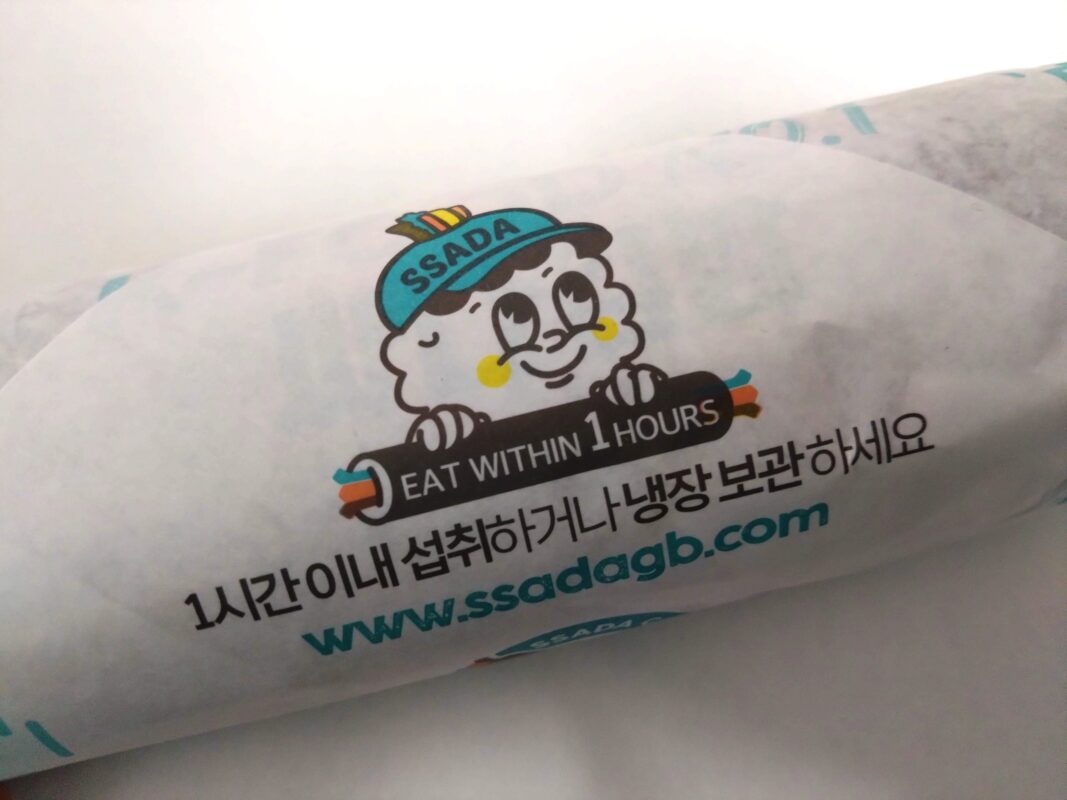 SSADA
EAT WITHIN 1 HOURS
1시간 이내 섭취하거나 냉장 보관 하세요
www.ssadagb.com
SSADA